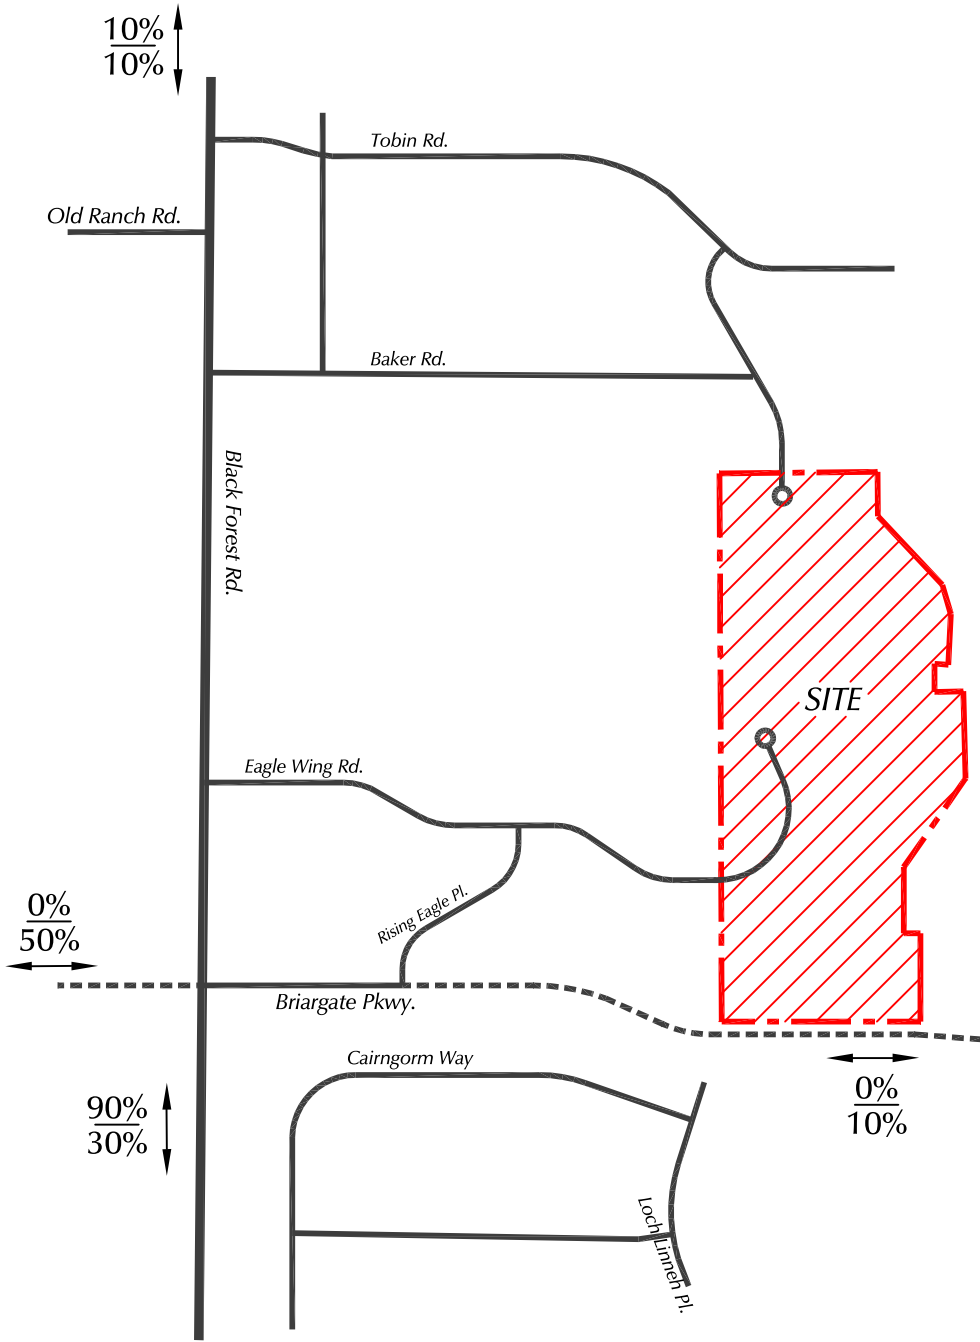 10%
10%
Tobin Rd.
Old Ranch Rd.
Baker Rd.
Black Forest Rd.
SITE
Eagle Wing Rd.
Rising Eagle Pl.
0%
50%
Briargate Pkwy.
Cairngorm Way
90%
30%
0%
10%
Loch Linneh Pl.